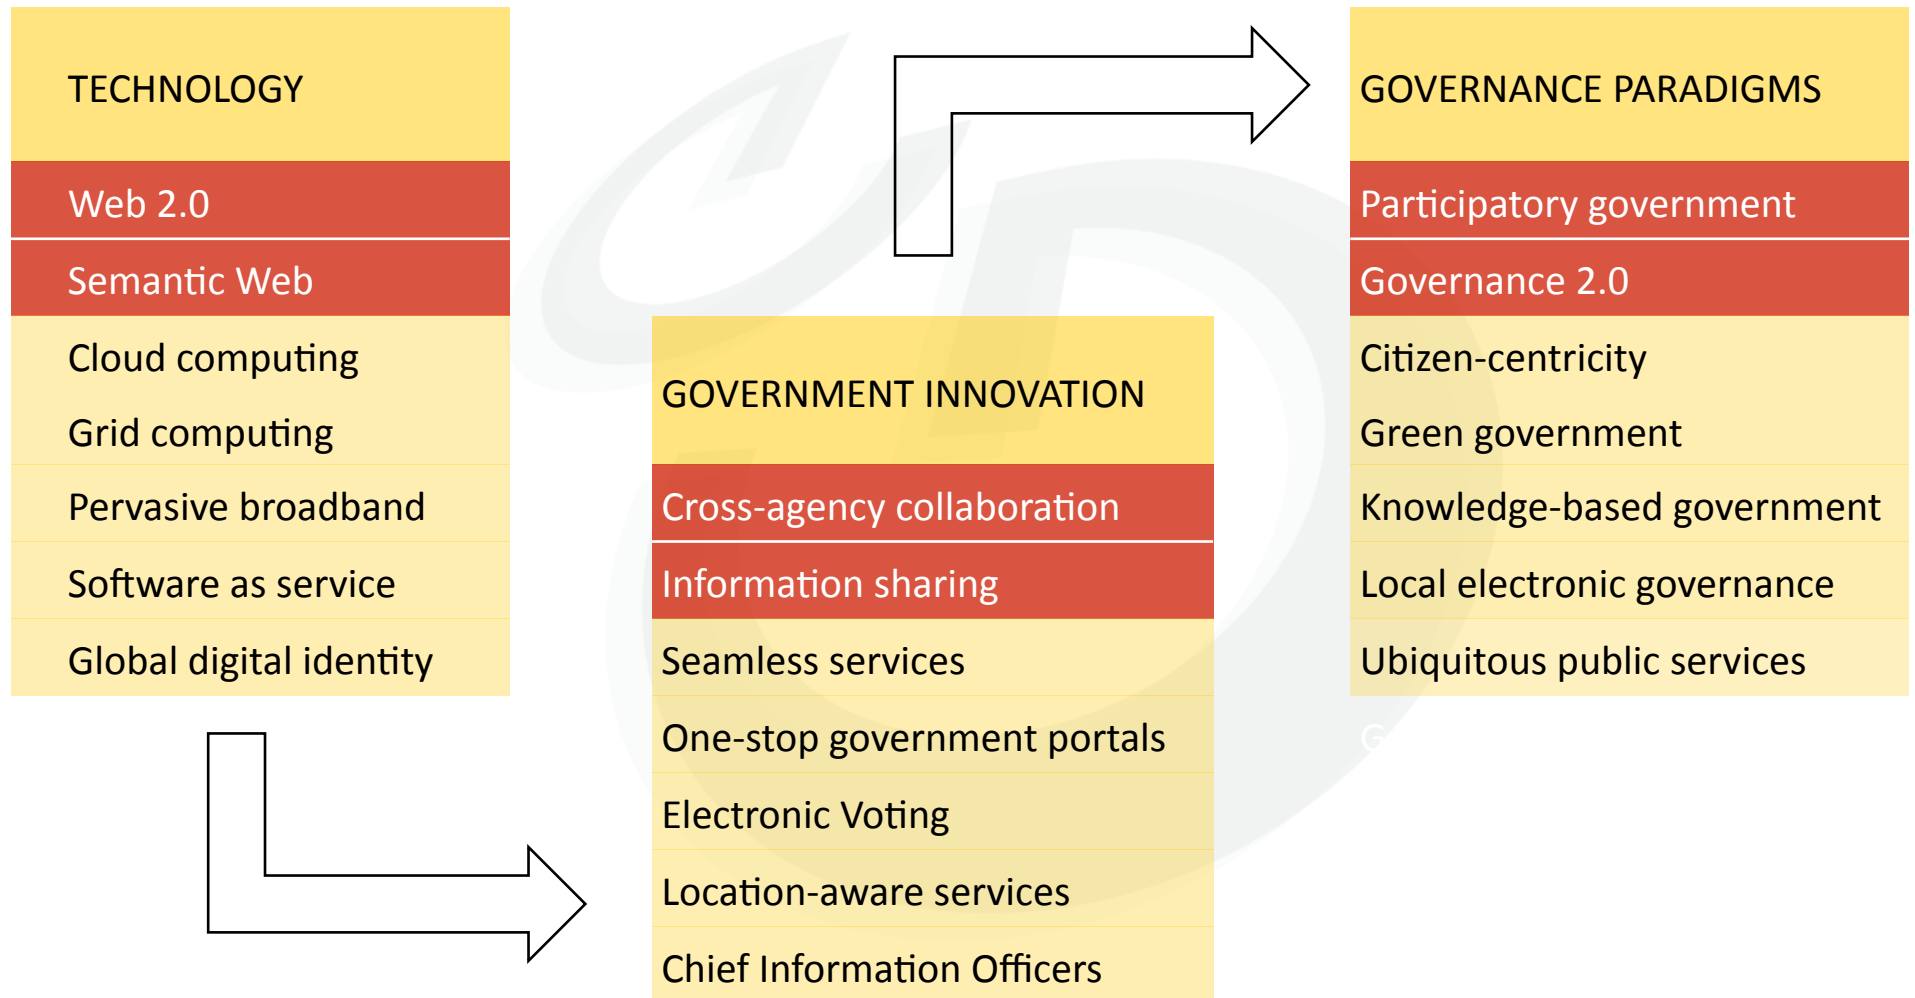 TECHNOLOGY
Web 2.0
Semantic Web
Cloud computing
Grid computing
Pervasive broadband
Software as service
Global digital identity
GOVERNMENT INNOVATION
Cross-agency collaboration
Information sharing
Seamless services
One-stop government portals
Electronic Voting
Location-aware services
Chief Information Officers
GOVERNANCE PARADIGMS
Participatory government
Governance 2.0
Citizen-centricity
Green government
Knowledge-based government
Local electronic governance
Ubiquitous public services